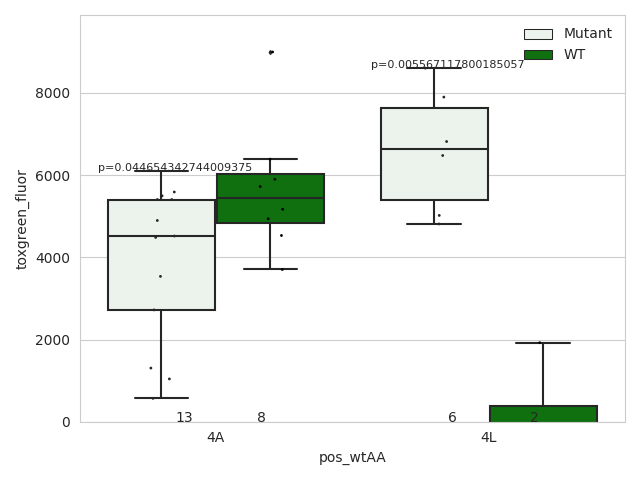 Mutant
WT
p=0.005567117800185057
p=0.044654342744009375
toxgreen_fluor
8000
6000
4000
2000
0
13
8
6
2
4A
4L
pos_wtAA